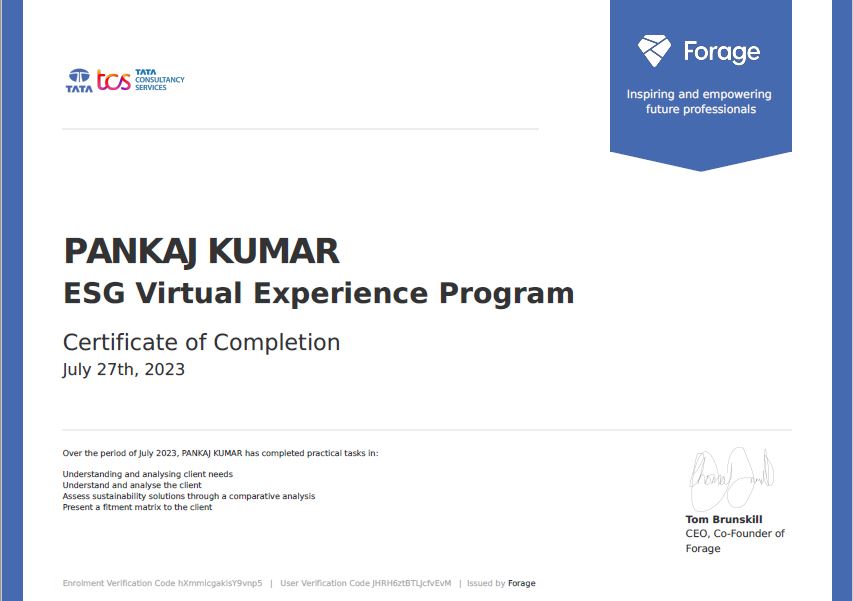 TATA
tcs
TATA
CONSULTANCY
SERVICES
Forage
Inspiring and empowering
future professionals
PANKAJ KUMAR
ESG Virtual Experience Program
Certificate of Completion
July 27th, 2023
Over the period of July 2023, PANKAJ KUMAR has completed practical tasks in:
Understanding and analysing client needs
Understand and analyse the client
Assess sustainability solutions through a comparative analysis
Present a fitment matrix to the client
Tom Brunskill
CEO, Co-Founder of
Forage
Enrolment Verification Code hXmmicgakisY9vnp5 | User Verification Code JHRH6ztBTLJcfvEvM | Issued by Forage